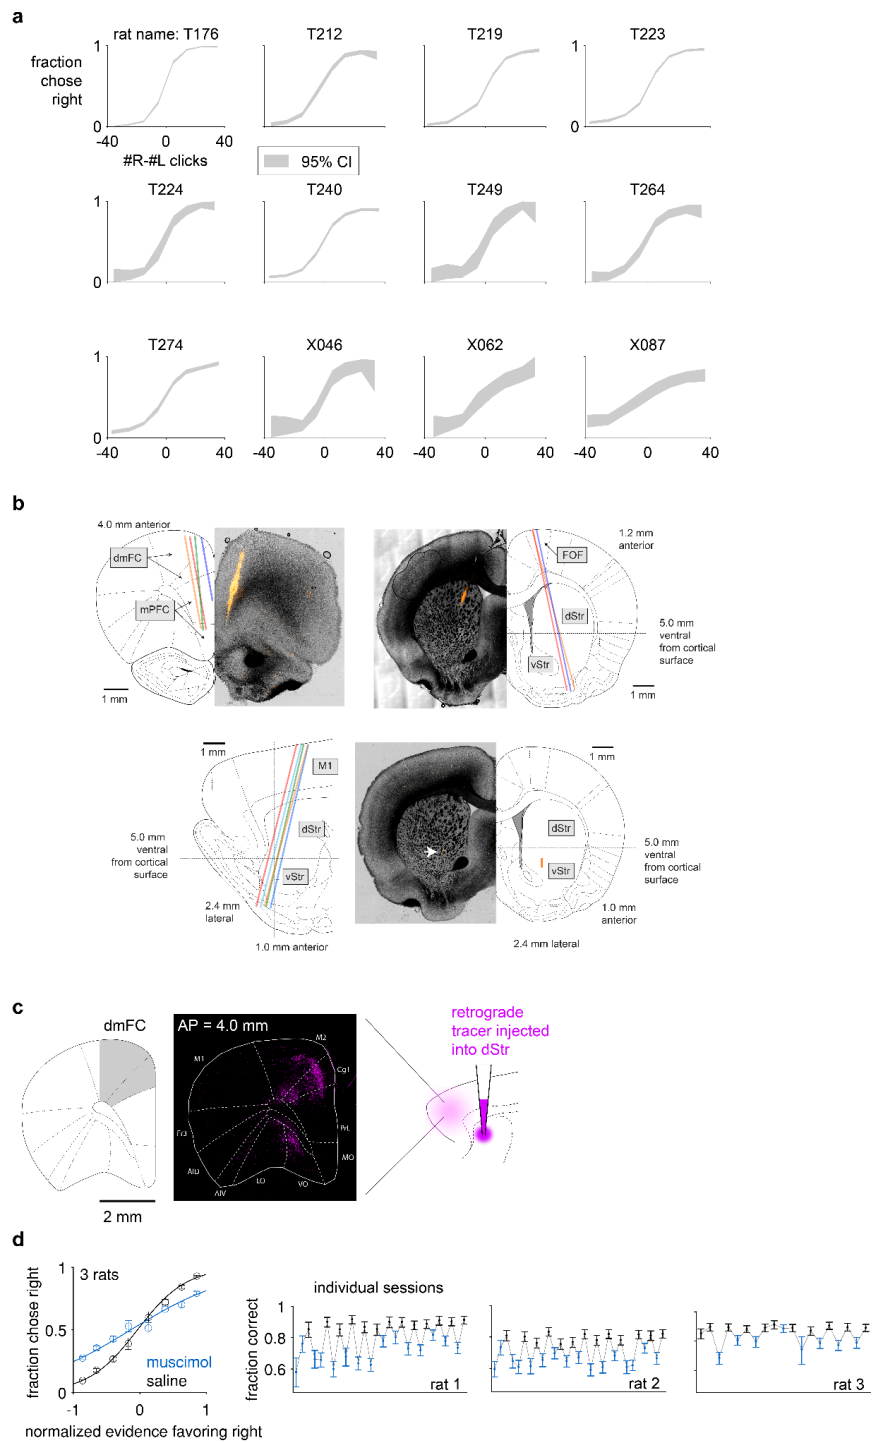 a
rat name: T176
T212
T219
T223
fraction
chose
right
1
0
1
0
-40
0
40
#R-#L clicks
95% CI
T224
T240
T249
T264
1
0
T274
X046
X062
X087
1
0
-40
0
40
-40
0
40
-40
0
40
-40
0
40
b
4.0 mm anterior
dmFC
mPFC
1 mm
FOF
1.2 mm
anterior
dStr
vStr
5.0 mm
ventral
from cortical
surface
1 mm
1 mm
M1
dStr
vStr
5.0 mm
ventral
from cortical
surface
2.4 mm
lateral
1.0 mm anterior
1 mm
dStr
vStr
5.0 mm
ventral
from cortical
surface
1.0 mm
anterior
2.4 mm lateral
c
dmFC
2 mm
AP = 4.0 mm
M2
M1
Cg1
Fr3
PrL
MO
AID
AIV
LO
VO
retrograde
tracer injected
into dStr
d
fraction chose right
1
0.5
0
3 rats
muscimol
saline
-1
0
1
normalized evidence favoring right
individual sessions
fraction correct
1
0.8
0.6
rat 1
rat 2
rat 3